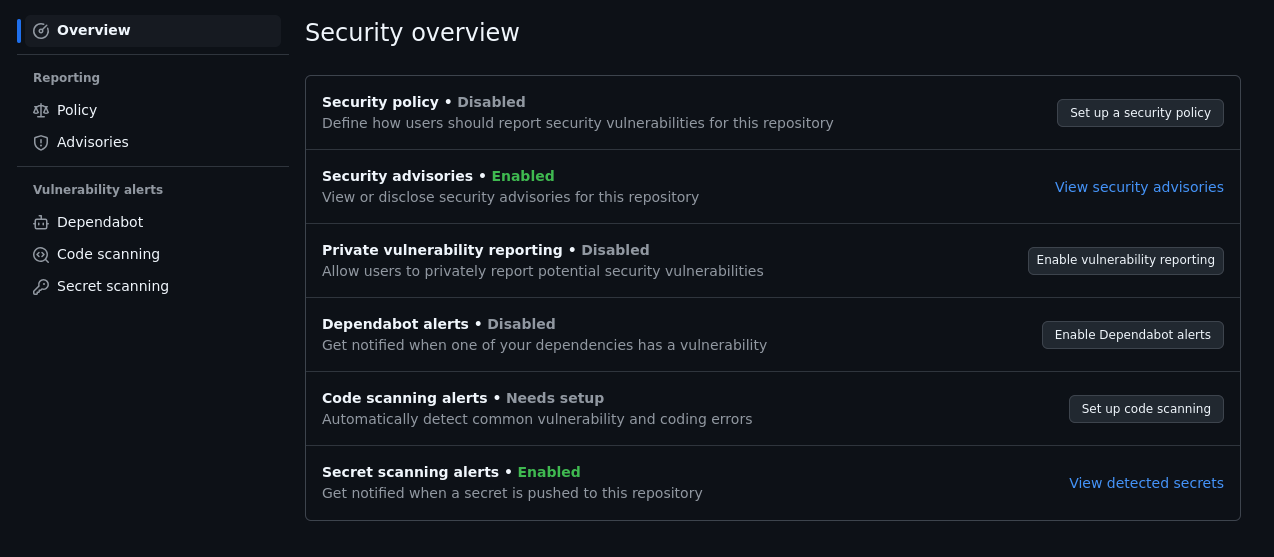 Overview
Reporting
Policy
Advisories
Vulnerability alerts
Dependabot
Code scanning
Secret scanning
Security overview
Security policy • Disabled
Define how users should report security vulnerabilities for this repository
Set up a security policy
Security advisories • Enabled
View or disclose security advisories for this repository
View security advisories
Private vulnerability reporting • Disabled
Allow users to privately report potential security vulnerabilities
Enable vulnerability reporting
Dependabot alerts • Disabled
Get notified when one of your dependencies has a vulnerability
Enable Dependabot alerts
Code scanning alerts • Needs setup
Automatically detect common vulnerability and coding errors
Set up code scanning
Secret scanning alerts • Enabled
Get notified when a secret is pushed to this repository
View detected secrets